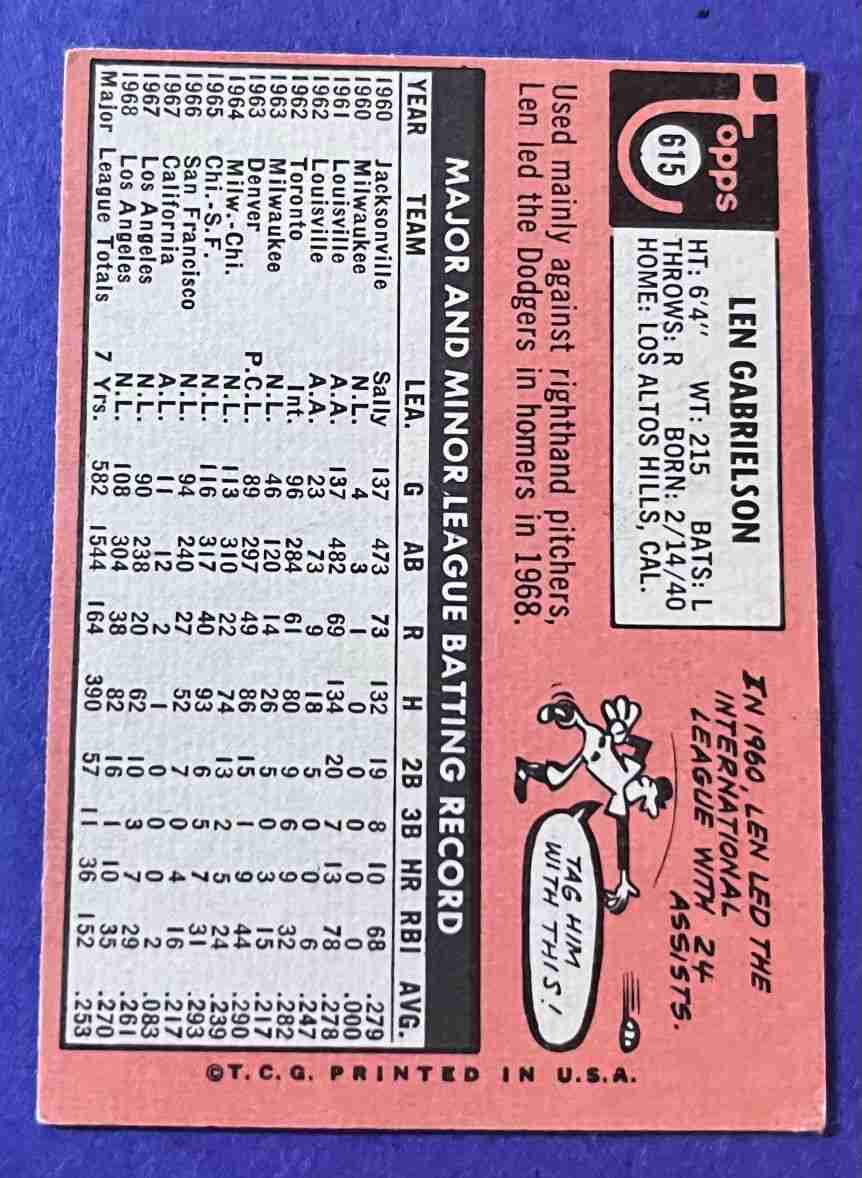 Topps
615
LEN GABRIELSON
HT: 6'4" WT: 215 BATS: L
THROWS: R BORN: 2/14/40
HOME: LOS ALTOS HILLS, CAL.
Used mainly against righthand pitchers,
Len led the Dodgers in homers in 1968.
IN 1960, LEN LED THE
INTERNATIONAL
LEAGUE WITH 24
ASSISTS.
TAG HIM
WITH THIS!
MAJOR AND MINOR LEAGUE BATTING RECORD
YEAR TEAM LEA. G AB R H 2B 3B HR RBI AVG.
1960 Jacksonville Sally 137 473 73 132 19 8 10 68 .279
1960 Milwaukee N.L. 4 3 1 0 0 0 0 0 .000
1961 Louisville A.A. 137 482 69 134 20 7 13 78 .278
1962 Louisville A.A. 23 73 9 18 5 0 0 6 .247
1962 Toronto Int. 96 284 61 80 9 6 9 32 .282
1963 Milwaukee N.L. 46 120 14 26 5 0 3 15 .217
1963 Denver P.C.L. 89 297 49 86 15 1 9 44 .290
1964 Milw.-Chi. N.L. 113 310 22 74 13 2 5 24 .239
1965 Chi.-S.F. N.L. 116 317 40 93 6 5 7 31 .293
1966 San Francisco N.L. 94 240 27 52 7 0 4 16 .217
1967 California A.L. 11 12 2 1 0 0 0 2 .083
1967 Los Angeles N.L. 90 238 20 62 10 3 7 29 .261
1968 Los Angeles N.L. 108 304 38 82 16 1 10 35 .270
Major League Totals 7 Yrs. 582 1544 164 390 57 11 36 152 .253
©T.C.G. PRINTED IN U.S.A.